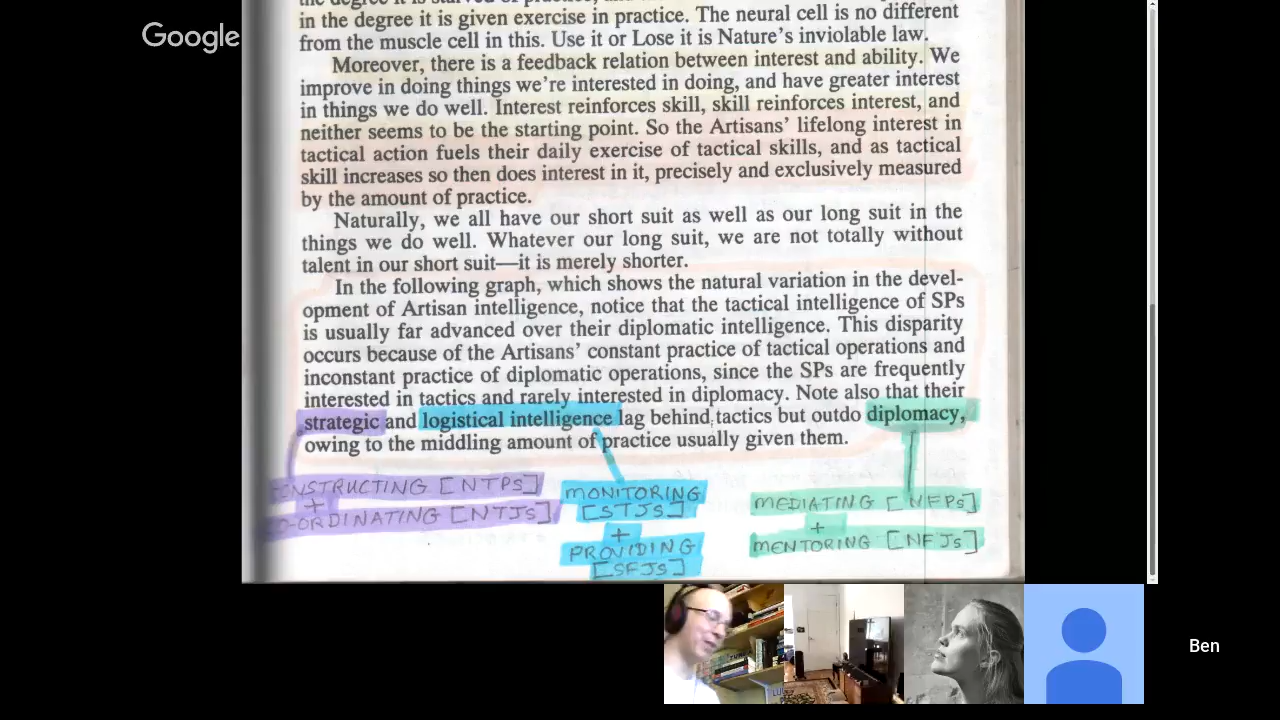 Google
in the degree it is given exercise in practice. The neural cell is no different
from the muscle cell in this. Use it or Lose it is Nature's inviolable law.
Moreover, there is a feedback relation between interest and ability. We
improve in doing things we're interested in doing, and have greater interest
in things we do well. Interest reinforces skill, skill reinforces interest, and
neither seems to be the starting point. So the Artisans' lifelong interest in
tactical action fuels their daily exercise of tactical skills, and as tactical
skill increases so then does interest in it, precisely and exclusively measured
by the amount of practice.
Naturally, we all have our short suit as well as our long suit in the
things we do well. Whatever our long suit, we are not totally without
talent in our short suit—it is merely shorter.
In the following graph, which shows the natural variation in the devel-
opment of Artisan intelligence, notice that the tactical intelligence of SPs
is usually far advanced over their diplomatic intelligence. This disparity
occurs because of the Artisans' constant practice of tactical operations and
inconstant practice of diplomatic operations, since the SPs are frequently
interested in tactics and rarely interested in diplomacy. Note also that their
strategic and logistical intelligence lag behind tactics but outdo diplomacy,
owing to the middling amount of practice usually given them.
[NTPs]
+
[NTJs]
MONITORING
[STJs]
+
PROVIDING
[SFJs]
MEDIATING [NFPs]
+
MENTORING [NFJs]
Ben